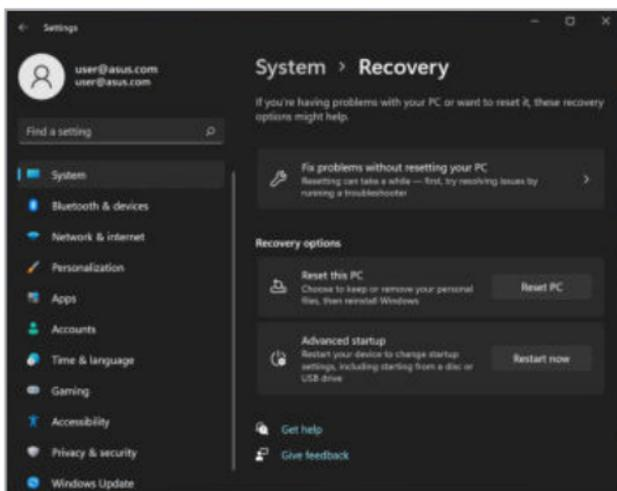 Settings
user@asus.com
user@asus.com
Find a setting
System
Bluetooth & devices
Network & internet
Personalization
Apps
Accounts
Time & language
Gaming
Accessibility
Privacy & security
Windows Update
System > Recovery
If you're having problems with your PC or want to reset it, these recovery
options might help.
Fix problems without resetting your PC
Resetting can take a while — first, try resolving issues by
running a troubleshooter
Recovery options
Reset this PC
Choose to keep or remove your personal
files, then reinstall Windows
Reset PC
Advanced startup
Restart your device to change startup
settings, including starting from a disc or
USB drive
Restart now
Get help
Give feedback